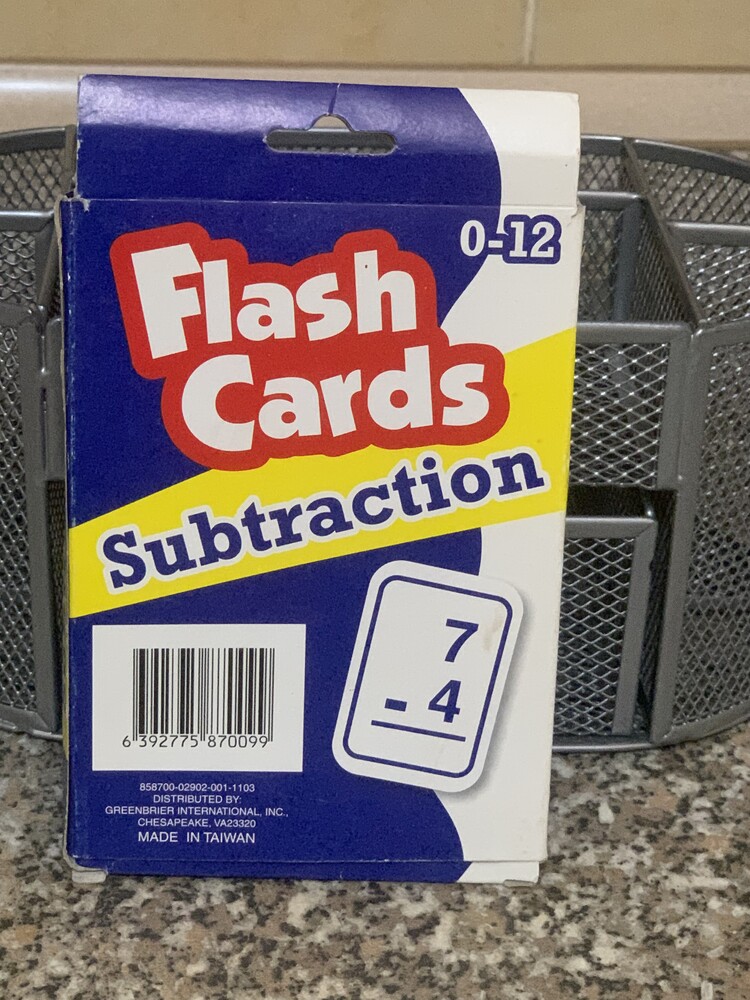 0-12
Flash
Cards
Subtraction
7
- 4
6 392775 870099
858700-02902-001-1103
DISTRIBUTED BY:
GREENBRIER INTERNATIONAL, INC.,
CHESAPEAKE, VA23320
MADE IN TAIWAN